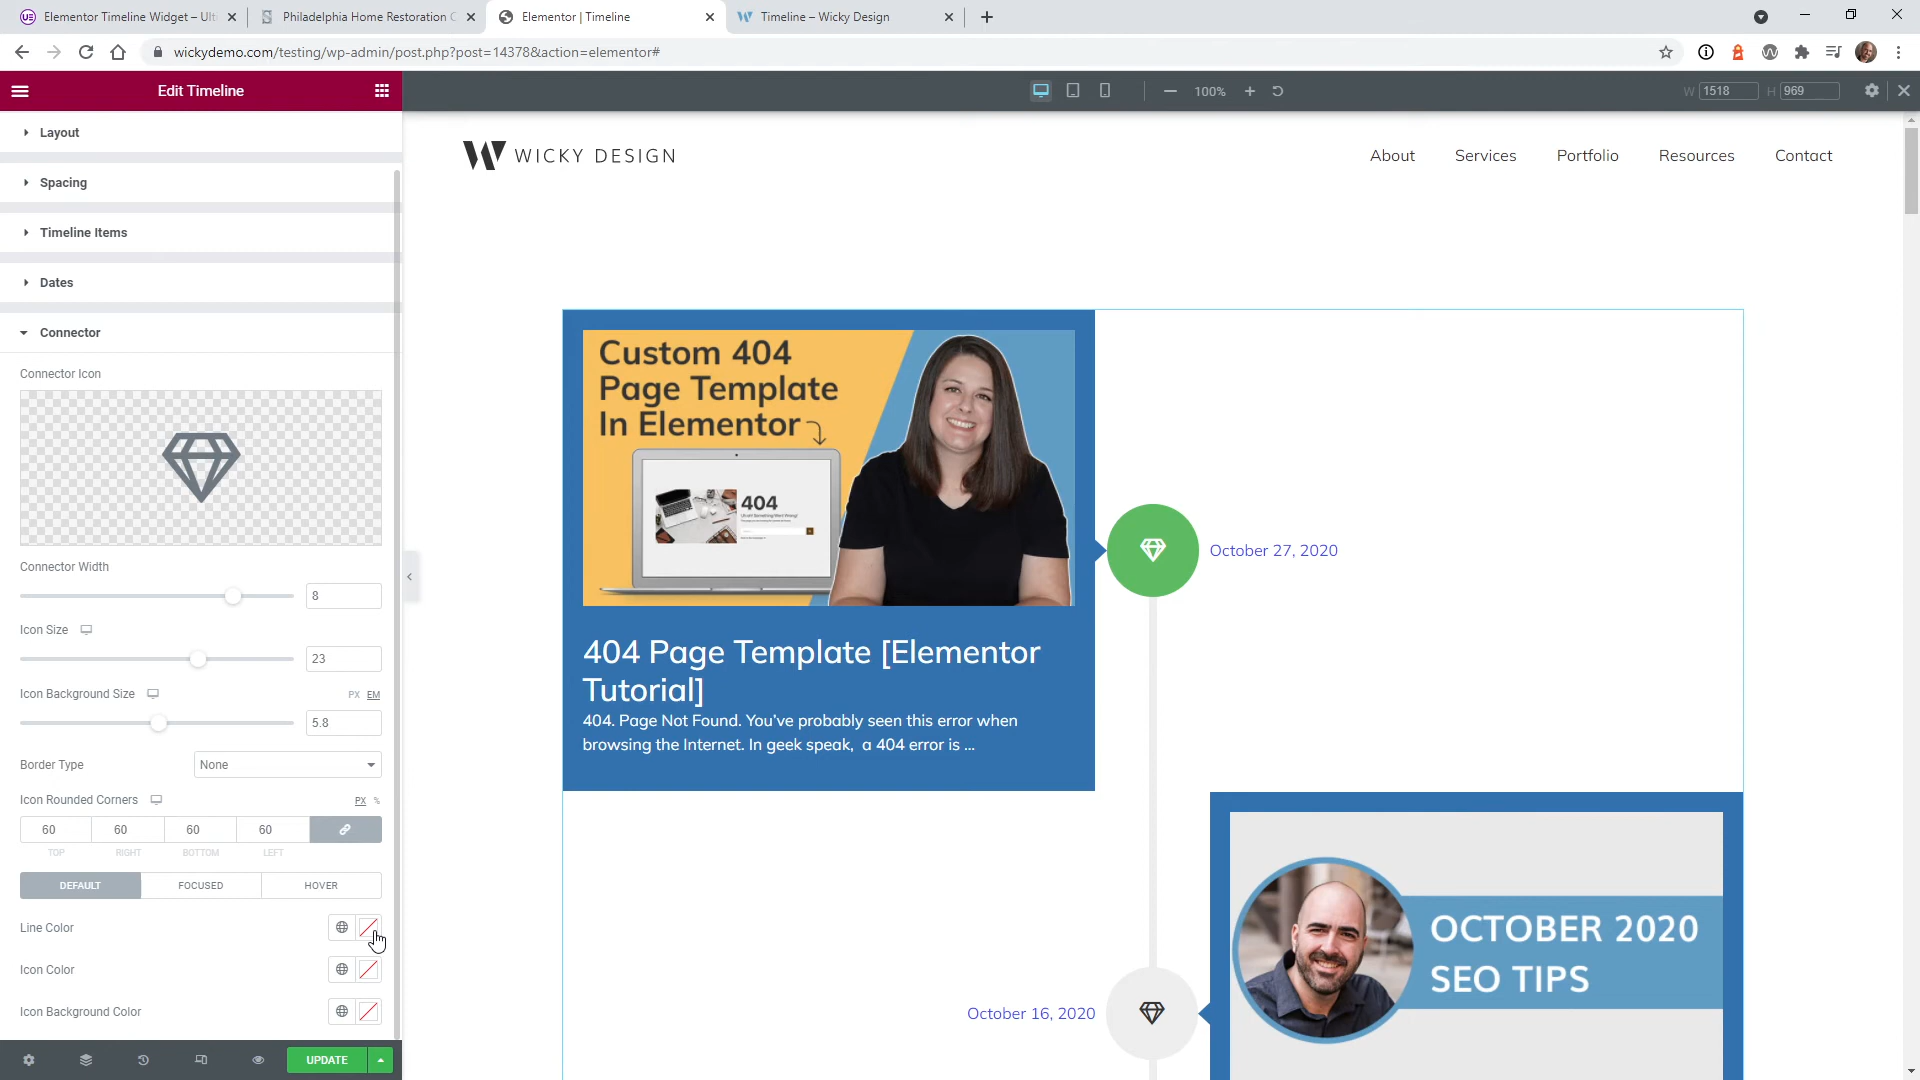 Elementor Timeline Widget – Ulti
Philadelphia Home Restoration C
Elementor | Timeline
Timeline – Wicky Design
wickydemo.com/testing/wp-admin/post.php?post=14378&action=elementor#
Edit Timeline
100%
W 1518 H 969
Layout
Spacing
Timeline Items
Dates
Connector
Connector Icon
Connector Width
8
Icon Size
23
Icon Background Size PX EM
5.8
Border Type None
Icon Rounded Corners PX %
60 60 60 60
TOP RIGHT BOTTOM LEFT
DEFAULT FOCUSED HOVER
Line Color
Icon Color
Icon Background Color
UPDATE
WICKY DESIGN
About Services Portfolio Resources Contact
Custom 404
Page Template
In Elementor
404
October 27, 2020
404 Page Template [Elementor
Tutorial]
404. Page Not Found. You've probably seen this error when
browsing the Internet. In geek speak, a 404 error is ...
OCTOBER 2020
SEO TIPS
October 16, 2020